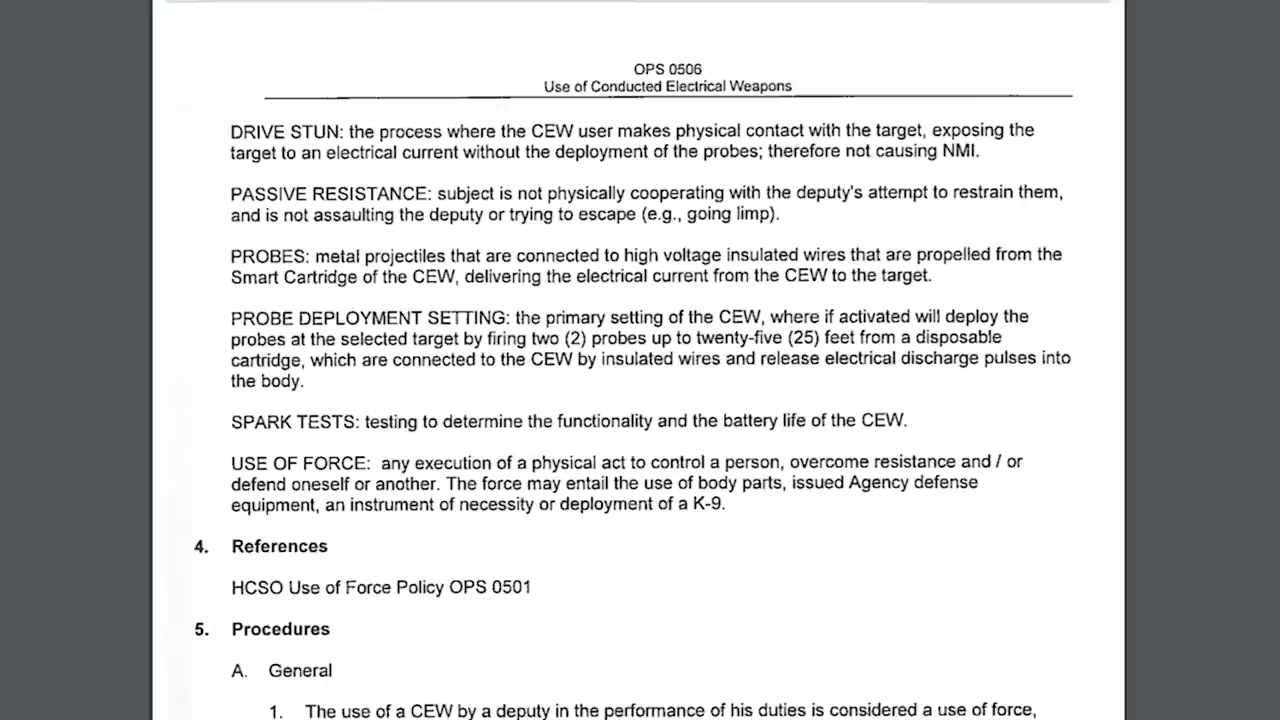 OPS 0506
Use of Conducted Electrical Weapons
DRIVE STUN: the process where the CEW user makes physical contact with the target, exposing the
target to an electrical current without the deployment of the probes; therefore not causing NMI.
PASSIVE RESISTANCE: subject is not physically cooperating with the deputy's attempt to restrain them,
and is not assaulting the deputy or trying to escape (e.g., going limp).
PROBES: metal projectiles that are connected to high voltage insulated wires that are propelled from the
Smart Cartridge of the CEW, delivering the electrical current from the CEW to the target.
PROBE DEPLOYMENT SETTING: the primary setting of the CEW, where if activated will deploy the
probes at the selected target by firing two (2) probes up to twenty-five (25) feet from a disposable
cartridge, which are connected to the CEW by insulated wires and release electrical discharge pulses into
the body.
SPARK TESTS: testing to determine the functionality and the battery life of the CEW.
USE OF FORCE: any execution of a physical act to control a person, overcome resistance and / or
defend oneself or another. The force may entail the use of body parts, issued Agency defense
equipment, an instrument of necessity or deployment of a K-9.
4. References
HCSO Use of Force Policy OPS 0501
5. Procedures
A. General
1. The use of a CEW by a deputy in the performance of his duties is considered a use of force,